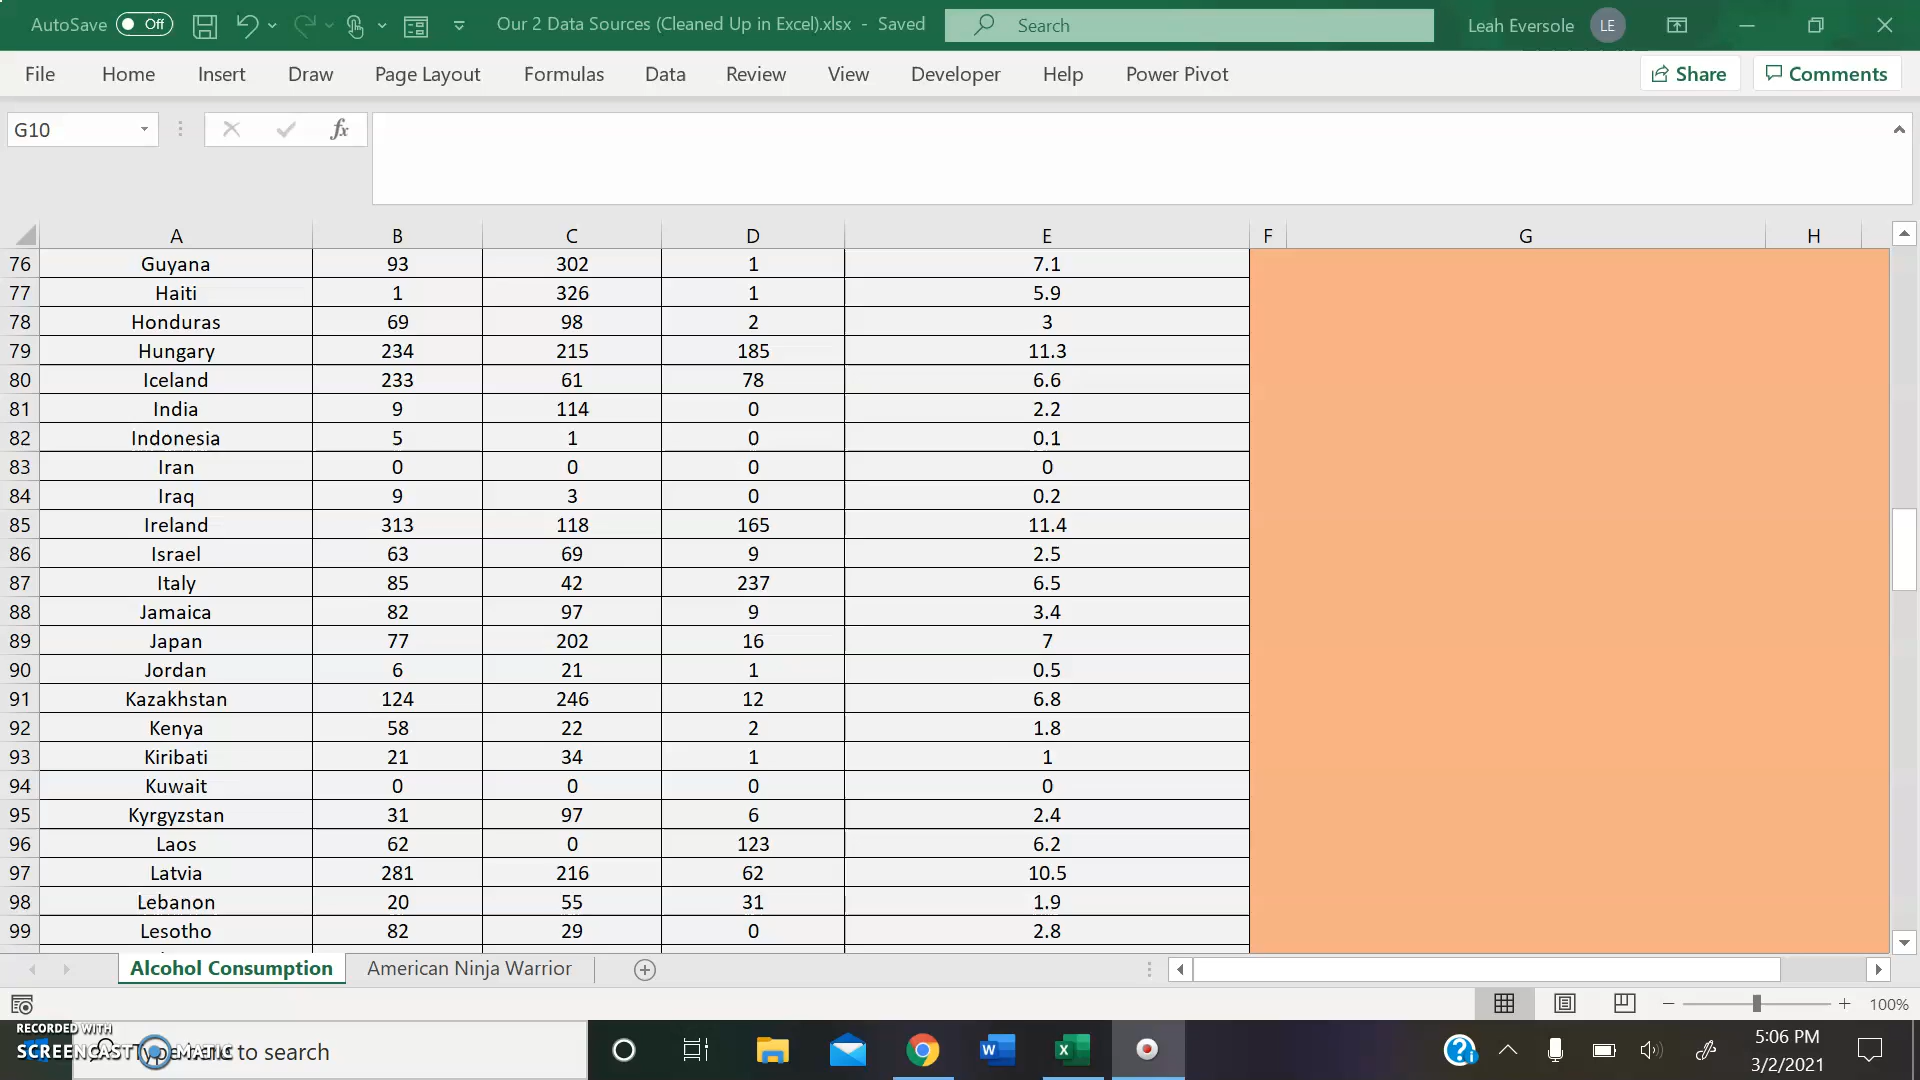 AutoSave Off Our 2 Data Sources (Cleaned Up in Excel).xlsx - Saved Search Leah Eversole LE
File Home Insert Draw Page Layout Formulas Data Review View Developer Help Power Pivot Share Comments
G10 fx
A B C D E F G H
76 Guyana 93 302 1 7.1
77 Haiti 1 326 1 5.9
78 Honduras 69 98 2 3
79 Hungary 234 215 185 11.3
80 Iceland 233 61 78 6.6
81 India 9 114 0 2.2
82 Indonesia 5 1 0 0.1
83 Iran 0 0 0 0
84 Iraq 9 3 0 0.2
85 Ireland 313 118 165 11.4
86 Israel 63 69 9 2.5
87 Italy 85 42 237 6.5
88 Jamaica 82 97 9 3.4
89 Japan 77 202 16 7
90 Jordan 6 21 1 0.5
91 Kazakhstan 124 246 12 6.8
92 Kenya 58 22 2 1.8
93 Kiribati 21 34 1 1
94 Kuwait 0 0 0 0
95 Kyrgyzstan 31 97 6 2.4
96 Laos 62 0 123 6.2
97 Latvia 281 216 62 10.5
98 Lebanon 20 55 31 1.9
99 Lesotho 82 29 0 2.8
Alcohol Consumption American Ninja Warrior
100%
RECORDED WITH
SCREENCAST MATIC to search
5:06 PM
3/2/2021